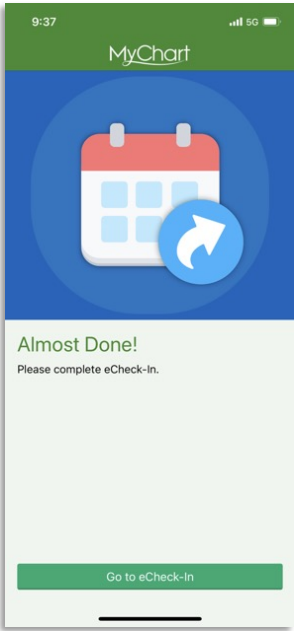 9:37
5G
MyChart
Almost Done!
Please complete eCheck-In.
Go to eCheck-In